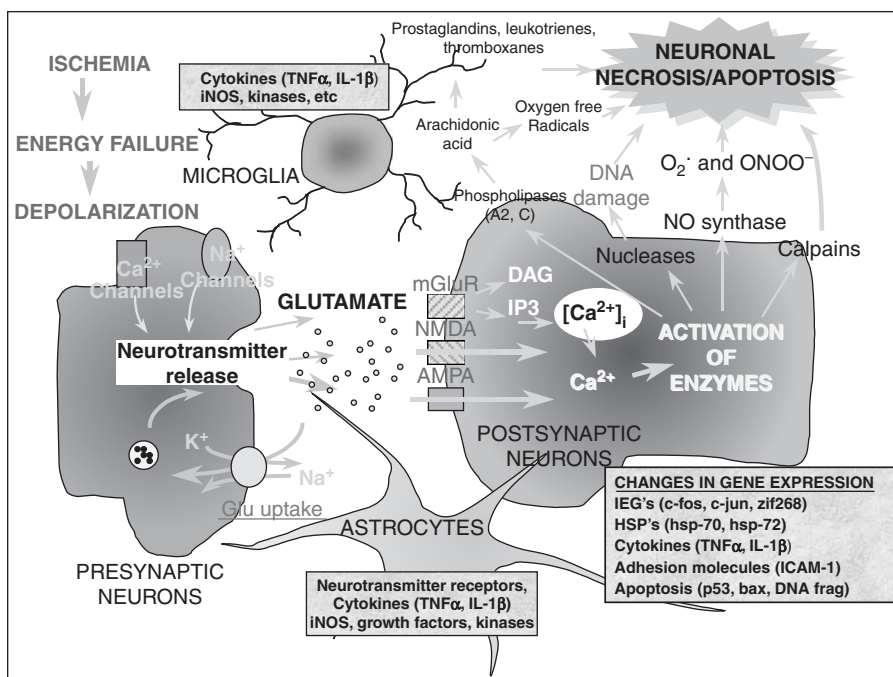 Prostaglandins, leukotrienes,
thromboxanes
NEURONAL
NECROSIS/APOPTOSIS
ISCHEMIA
ENERGY FAILURE
DEPOLARIZATION
Cytokines (TNFα, IL-1β)
iNOS, kinases, etc
MICROGLIA
Arachidonic
acid
Oxygen free
Radicals
Phospholipases
(A2, C)
DNA
damage
O₂˙ and ONOO⁻
NO synthase
Nucleases
Calpains
Ca²⁺
Channels
Na⁺
Channels
GLUTAMATE
Neurotransmitter
release
K⁺
Na⁺
Glu uptake
PRESYNAPTIC
NEURONS
mGluR
NMDA
AMPA
DAG
IP3
[Ca²⁺]i
Ca²⁺
ACTIVATION
OF
ENZYMES
POSTSYNAPTIC
NEURONS
ASTROCYTES
Neurotransmitter receptors,
Cytokines (TNFα, IL-1β)
iNOS, growth factors, kinases
CHANGES IN GENE EXPRESSION
IEG's (c-fos, c-jun, zif268)
HSP's (hsp-70, hsp-72)
Cytokines (TNFα, IL-1β)
Adhesion molecules (ICAM-1)
Apoptosis (p53, bax, DNA frag)